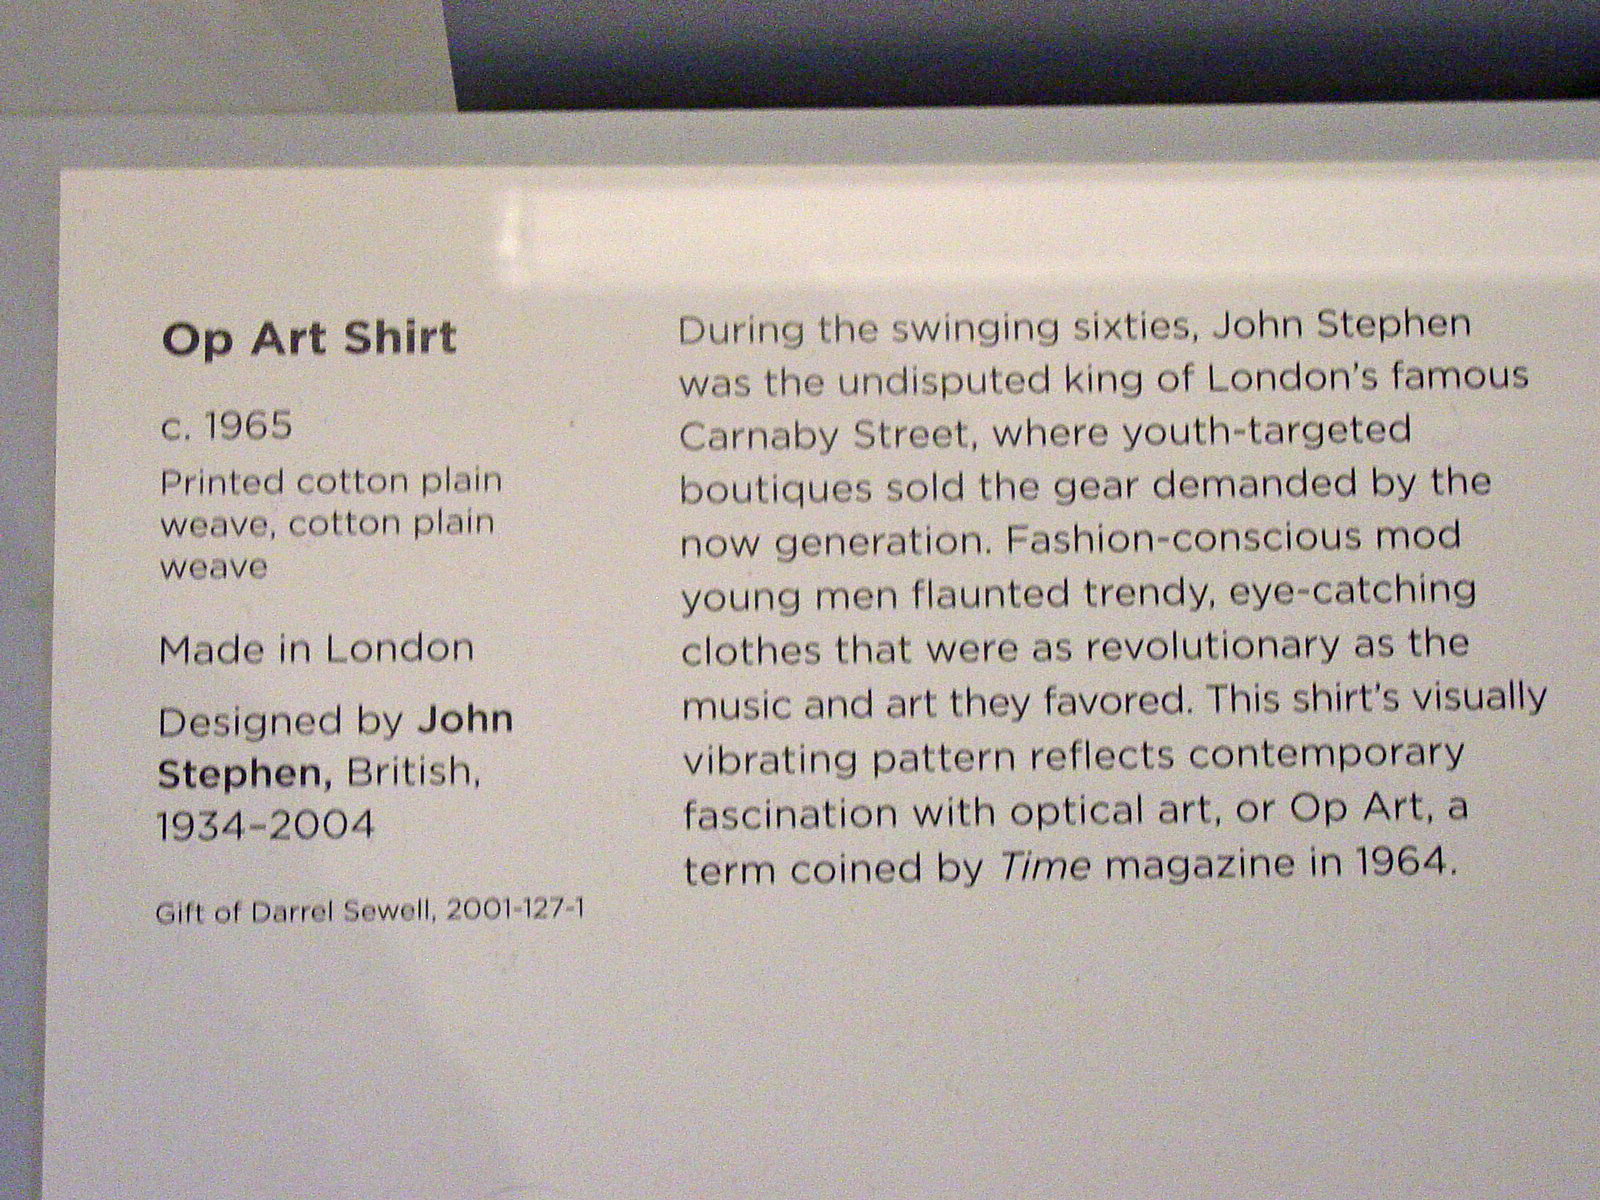 Op Art Shirt
c. 1965
Printed cotton plain
weave, cotton plain
weave
Made in London
Designed by John
Stephen, British,
1934–2004
Gift of Darrel Sewell, 2001-127-1
During the swinging sixties, John Stephen
was the undisputed king of London's famous
Carnaby Street, where youth-targeted
boutiques sold the gear demanded by the
now generation. Fashion-conscious mod
young men flaunted trendy, eye-catching
clothes that were as revolutionary as the
music and art they favored. This shirt's visually
vibrating pattern reflects contemporary
fascination with optical art, or Op Art, a
term coined by Time magazine in 1964.